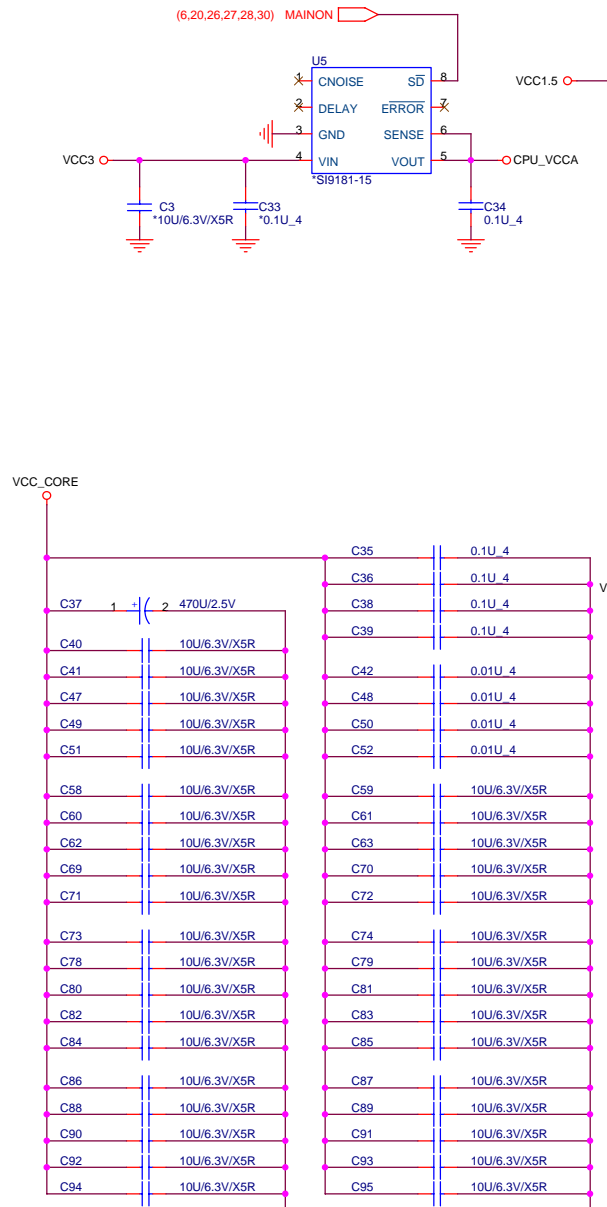 (6,20,26,27,28,30) MAINON
U5
1 CNOISE SD 8
VCC1.5
2 DELAY ERROR 7
3 GND SENSE 6
VCC3 4 VIN VOUT 5 CPU_VCCA
*SI9181-15
C3 C33 C34
*10U/6.3V/X5R *0.1U_4 0.1U_4
VCC_CORE
C35 0.1U_4
C36 0.1U_4
V
C37 1 + 2 470U/2.5V C38 0.1U_4
C39 0.1U_4
C40 10U/6.3V/X5R
C41 10U/6.3V/X5R C42 0.01U_4
C47 10U/6.3V/X5R C48 0.01U_4
C49 10U/6.3V/X5R C50 0.01U_4
C51 10U/6.3V/X5R C52 0.01U_4
C58 10U/6.3V/X5R C59 10U/6.3V/X5R
C60 10U/6.3V/X5R C61 10U/6.3V/X5R
C62 10U/6.3V/X5R C63 10U/6.3V/X5R
C69 10U/6.3V/X5R C70 10U/6.3V/X5R
C71 10U/6.3V/X5R C72 10U/6.3V/X5R
C73 10U/6.3V/X5R C74 10U/6.3V/X5R
C78 10U/6.3V/X5R C79 10U/6.3V/X5R
C80 10U/6.3V/X5R C81 10U/6.3V/X5R
C82 10U/6.3V/X5R C83 10U/6.3V/X5R
C84 10U/6.3V/X5R C85 10U/6.3V/X5R
C86 10U/6.3V/X5R C87 10U/6.3V/X5R
C88 10U/6.3V/X5R C89 10U/6.3V/X5R
C90 10U/6.3V/X5R C91 10U/6.3V/X5R
C92 10U/6.3V/X5R C93 10U/6.3V/X5R
C94 10U/6.3V/X5R C95 10U/6.3V/X5R